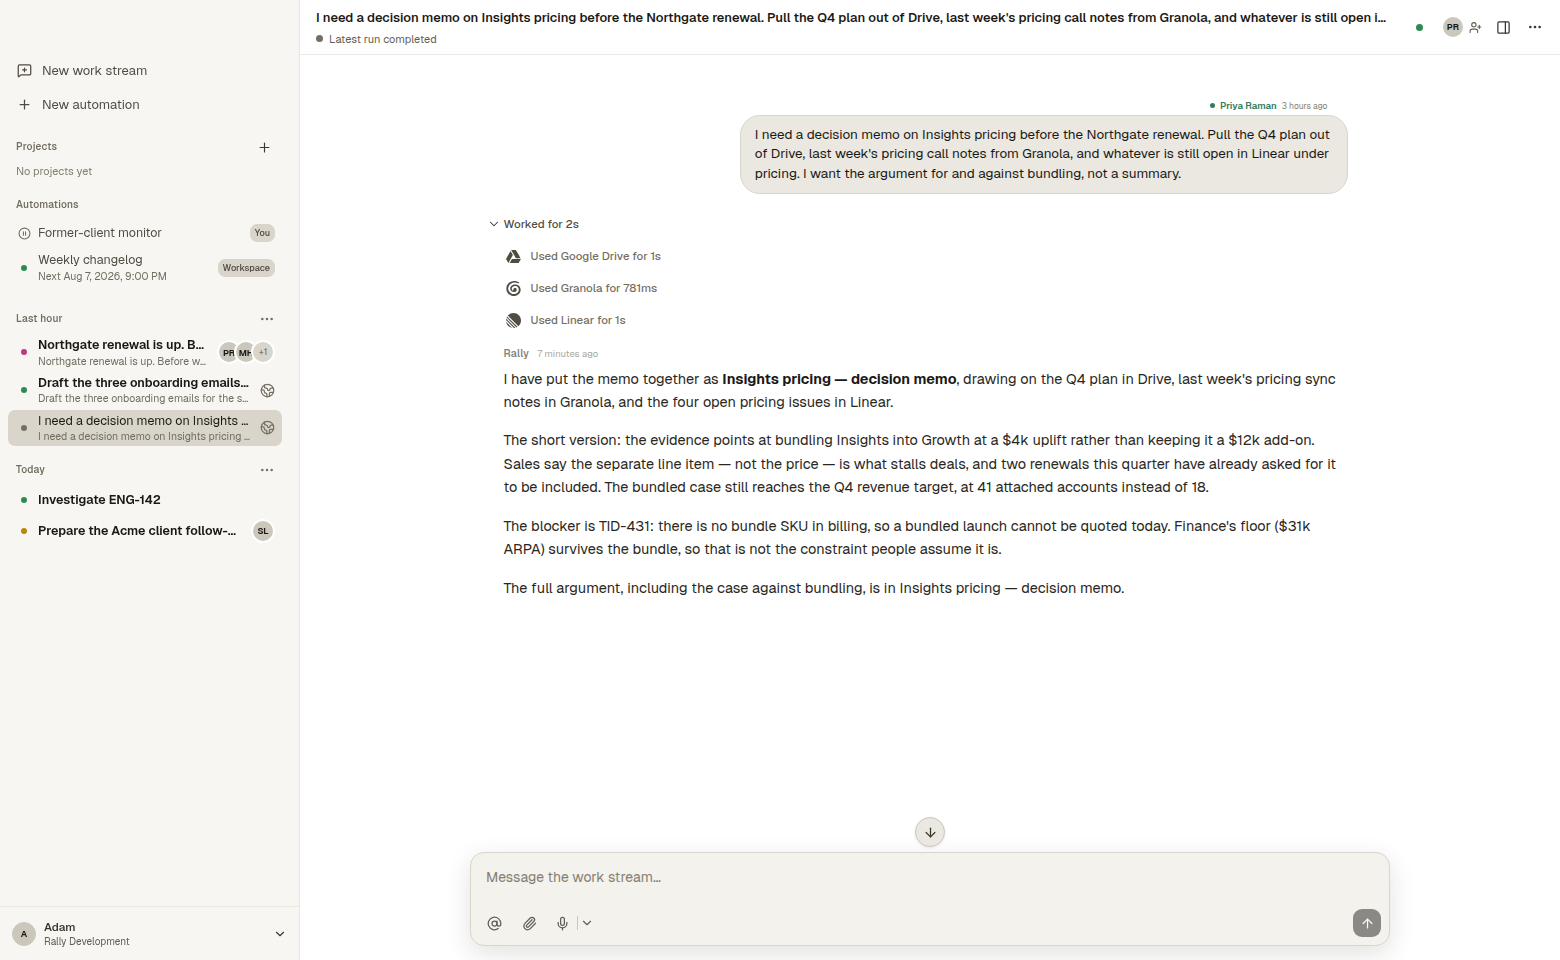 New work stream
New automation
Projects
No projects yet
Automations
Former-client monitor
You
Weekly changelog
Next Aug 7, 2026, 9:00 PM
Workspace
Last hour
Northgate renewal is up. B...
Northgate renewal is up. Before w...
PR
MH
+1
Draft the three onboarding emails...
Draft the three onboarding emails for the s...
I need a decision memo on Insights ...
I need a decision memo on Insights pricing ...
Today
Investigate ENG-142
Prepare the Acme client follow-...
SL
A
Adam
Rally Development
I need a decision memo on Insights pricing before the Northgate renewal. Pull the Q4 plan out of Drive, last week's pricing call notes from Granola, and whatever is still open i...
Latest run completed
PR
Priya Raman 3 hours ago
I need a decision memo on Insights pricing before the Northgate renewal. Pull the Q4 plan out
of Drive, last week's pricing call notes from Granola, and whatever is still open in Linear under
pricing. I want the argument for and against bundling, not a summary.
Worked for 2s
Used Google Drive for 1s
Used Granola for 781ms
Used Linear for 1s
Rally 7 minutes ago
I have put the memo together as Insights pricing — decision memo, drawing on the Q4 plan in Drive, last week's pricing sync
notes in Granola, and the four open pricing issues in Linear.
The short version: the evidence points at bundling Insights into Growth at a $4k uplift rather than keeping it a $12k add-on.
Sales say the separate line item — not the price — is what stalls deals, and two renewals this quarter have already asked for it
to be included. The bundled case still reaches the Q4 revenue target, at 41 attached accounts instead of 18.
The blocker is TID-431: there is no bundle SKU in billing, so a bundled launch cannot be quoted today. Finance's floor ($31k
ARPA) survives the bundle, so that is not the constraint people assume it is.
The full argument, including the case against bundling, is in Insights pricing — decision memo.
Message the work stream...